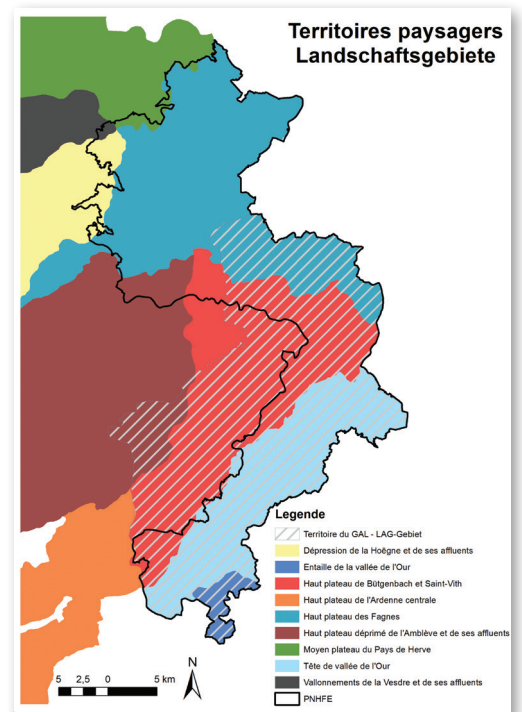 Territoires paysagers
Landschaftsgebiete
Legende
Territoire du GAL - LAG-Gebiet
Dépression de la Hoëgne et de ses affluents
Entaille de la vallée de l'Our
Haut plateau de Bütgenbach et Saint-Vith
Haut plateau de l'Ardenne centrale
Haut plateau des Fagnes
Haut plateau déprimé de l'Amblève et de ses affluents
Moyen plateau du Pays de Herve
Tête de vallée de l'Our
Vallonnements de la Vesdre et de ses affluents
PNHFE
N
5 2,5 0 5 km